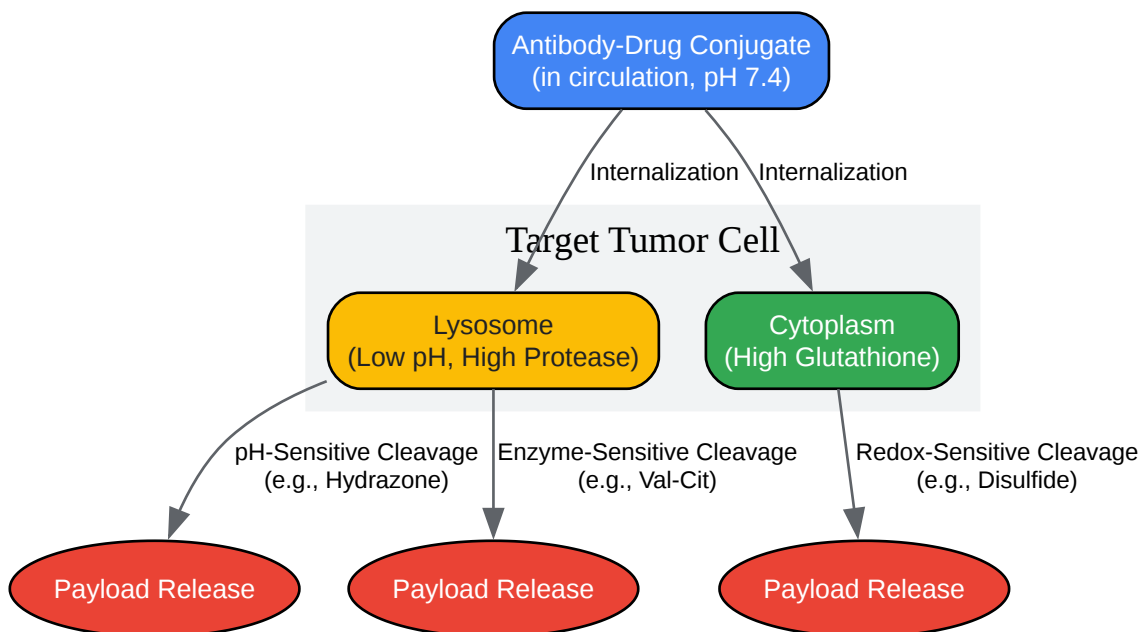 Antibody-Drug Conjugate
(in circulation, pH 7.4)
Internalization
Internalization
Target Tumor Cell
Lysosome
(Low pH, High Protease)
Cytoplasm
(High Glutathione)
pH-Sensitive Cleavage
(e.g., Hydrazone)
Enzyme-Sensitive Cleavage
(e.g., Val-Cit)
Redox-Sensitive Cleavage
(e.g., Disulfide)
Payload Release
Payload Release
Payload Release